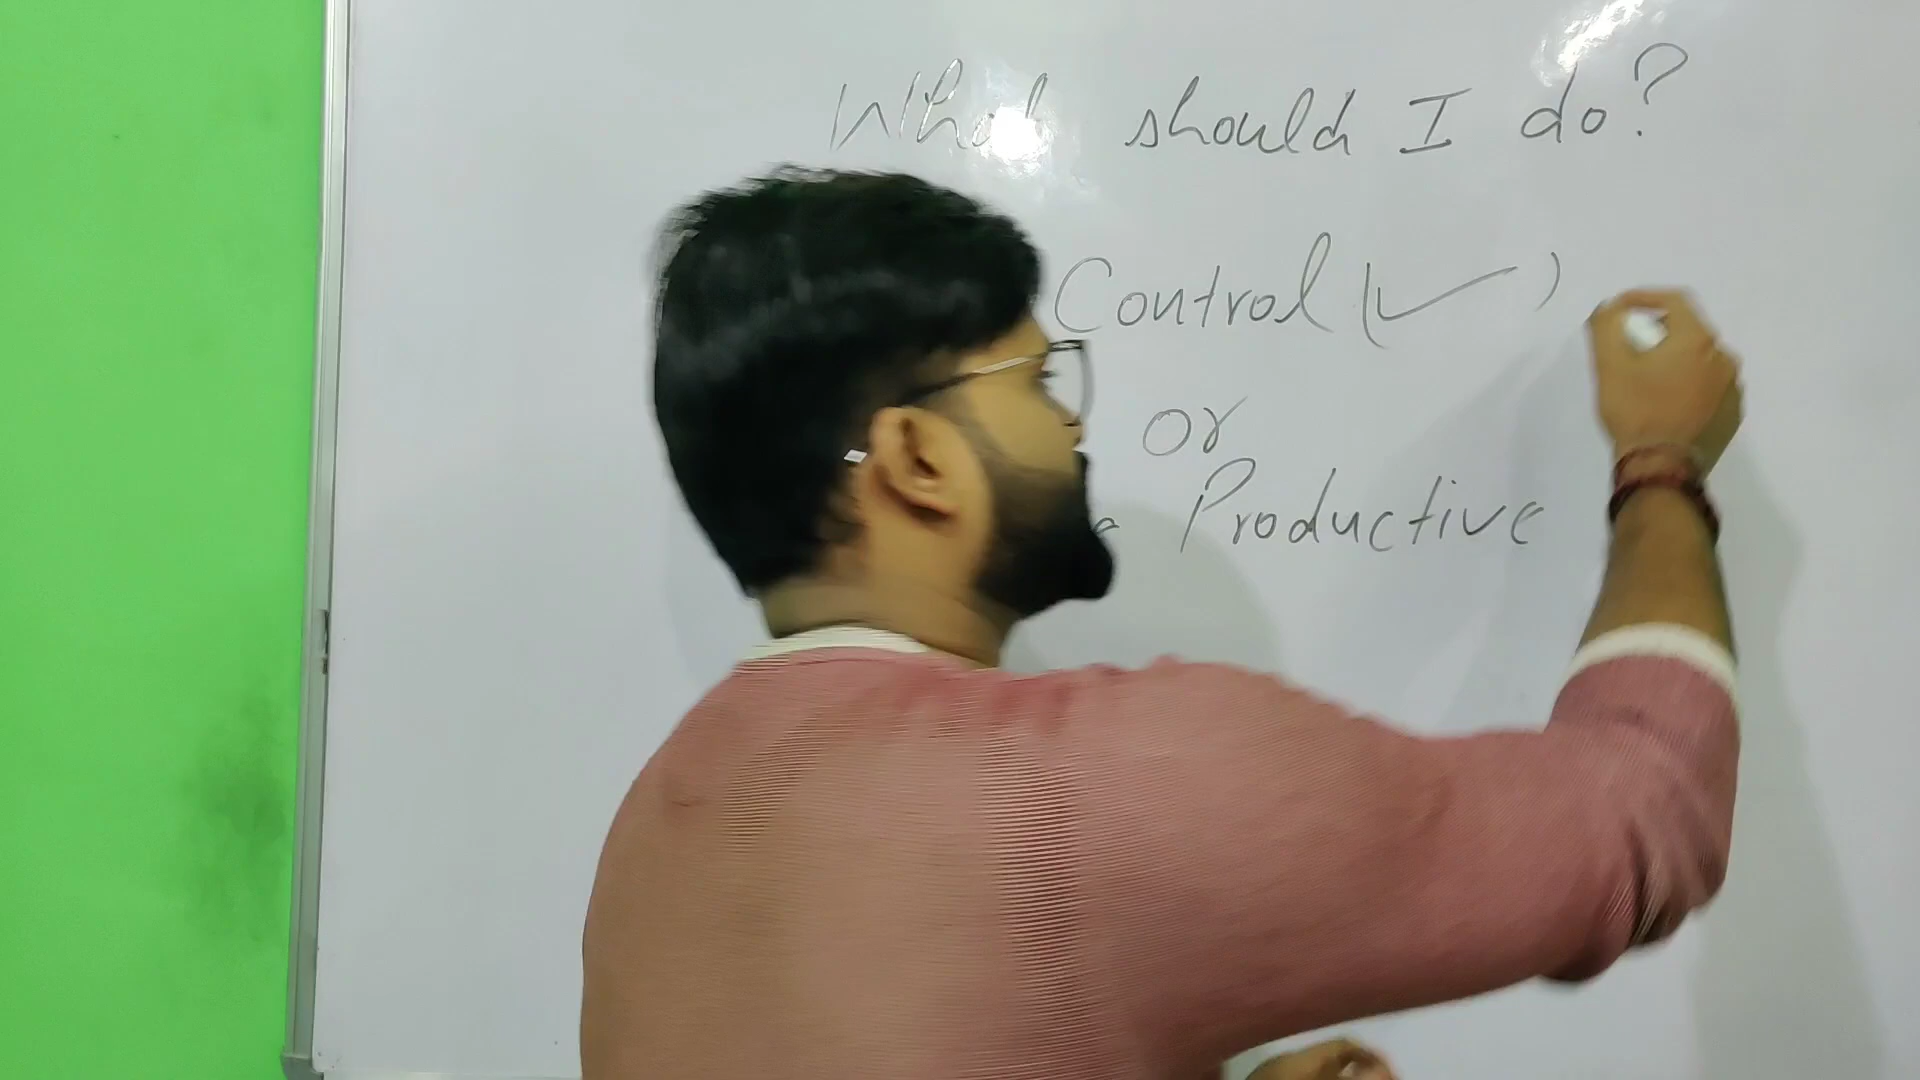 What should I do?
Control (✓)
or
Productive